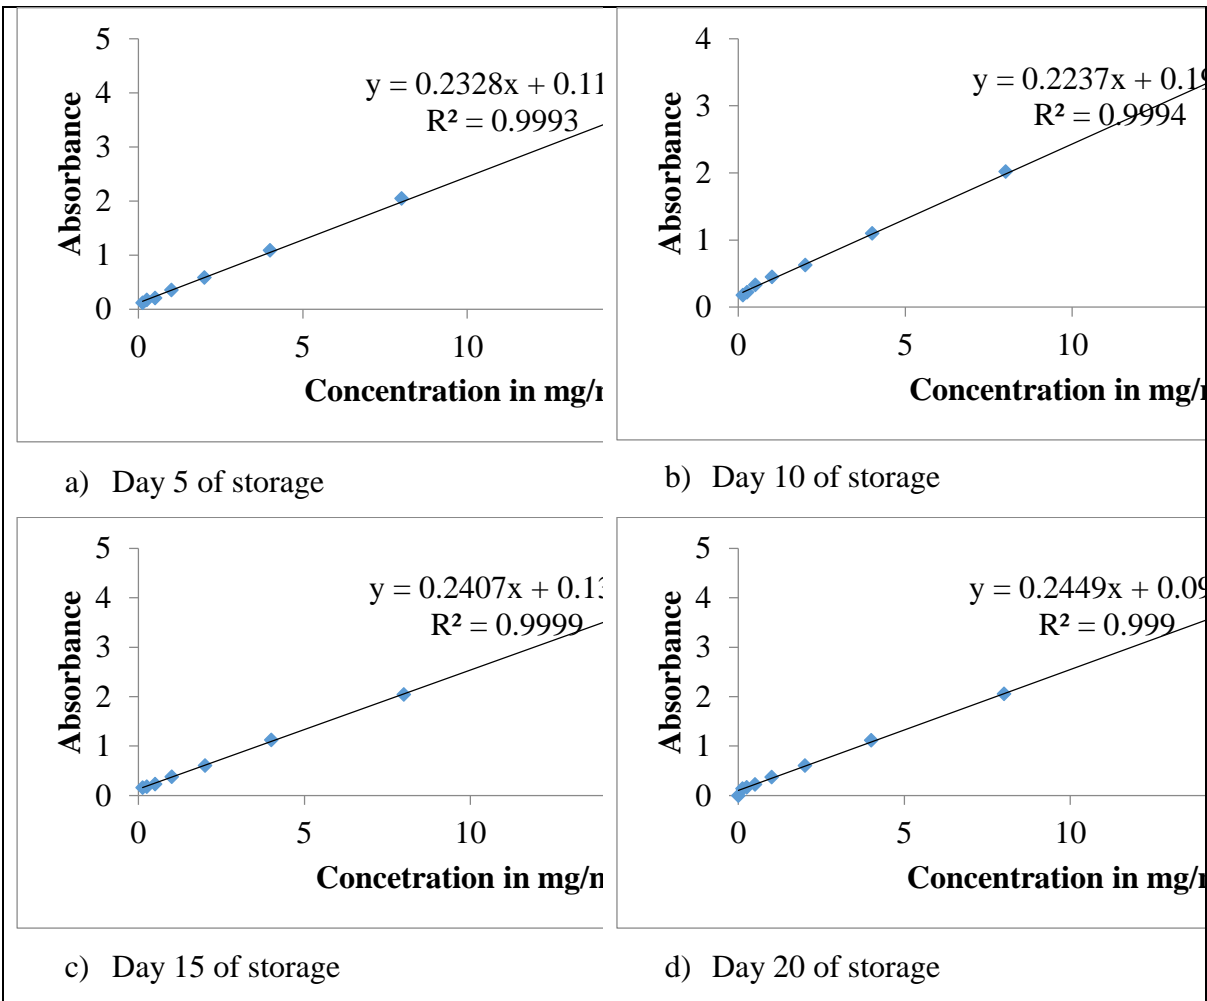 5
4
3
2
1
0
Absorbance
y = 0.2328x + 0.11
R² = 0.9993
0 5 10
Concentration in mg/
a) Day 5 of storage
4
3
2
1
0
Absorbance
y = 0.2237x + 0.19
R² = 0.9994
0 5 10
Concentration in mg/
b) Day 10 of storage
5
4
3
2
1
0
Absorbance
y = 0.2407x + 0.13
R² = 0.9999
0 5 10
Concetration in mg/
c) Day 15 of storage
5
4
3
2
1
0
Absorbance
y = 0.2449x + 0.09
R² = 0.999
0 5 10
Concentration in mg/
d) Day 20 of storage